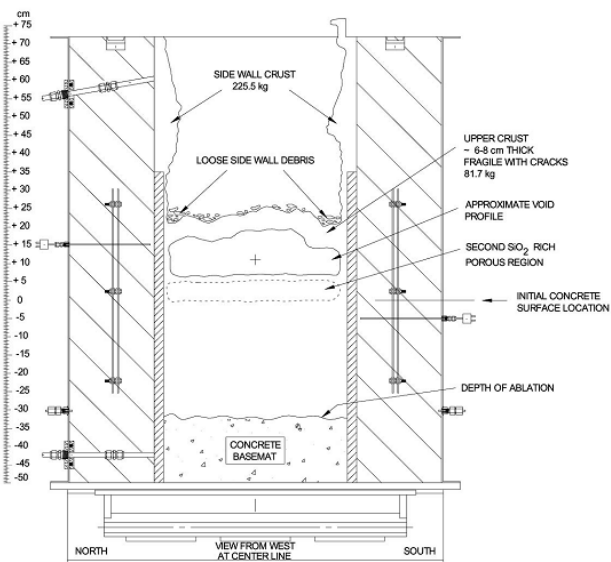 cm
+ 75
+ 70
+ 65
+ 60
+ 55
+ 50
+ 45
+ 40
+ 35
+ 30
+ 25
+ 20
+ 15
+ 10
+ 5
0
-5
-10
-15
-20
-25
-30
-35
-40
-45
-50
SIDE WALL CRUST
225.5 kg
LOOSE SIDE WALL DEBRIS
UPPER CRUST
~ 6-8 cm THICK
FRAGILE WITH CRACKS
81.7 kg
APPROXIMATE VOID
PROFILE
SECOND SiO2 RICH
POROUS REGION
INITIAL CONCRETE
SURFACE LOCATION
DEPTH OF ABLATION
CONCRETE
BASEMAT
NORTH
VIEW FROM WEST
AT CENTER LINE
SOUTH